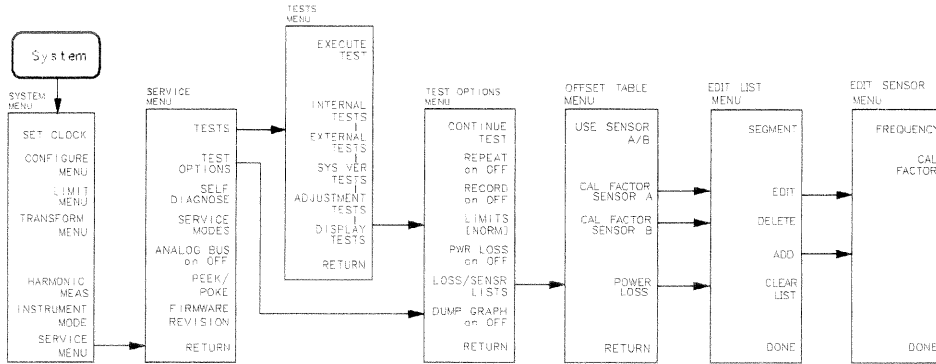 System
SYSTEM
MENU
SET CLOCK
CONFIGURE
MENU
LIMIT
MENU
TRANSFORM
MENU
HARMONIC
MEAS
INSTRUMENT
MODE
SERVICE
MENU
SERVICE
MENU
TESTS
TEST
OPTIONS
SELF
DIAGNOSE
SERVICE
MODES
ANALOG BUS
on OFF
PEEK/
POKE
FIRMWARE
REVISION
RETURN
TESTS
MENU
EXECUTE
TEST
INTERNAL
TESTS
EXTERNAL
TESTS
SYS VER
TESTS
ADJUSTMENT
TESTS
DISPLAY
TESTS
RETURN
TEST OPTIONS
MENU
CONTINUE
TEST
REPEAT
on OFF
RECORD
on OFF
LIMITS
[NORM]
PWR LOSS
on OFF
LOSS/SENSR
LISTS
DUMP GRAPH
on OFF
RETURN
OFFSET TABLE
MENU
USE SENSOR
A/B
CAL FACTOR
SENSOR A
CAL FACTOR
SENSOR B
POWER
LOSS
RETURN
EDIT LIST
MENU
SEGMENT
EDIT
DELETE
ADD
CLEAR
LIST
DONE
EDIT SENSOR
MENU
FREQUENCY
CAL
FACTOR
DONE